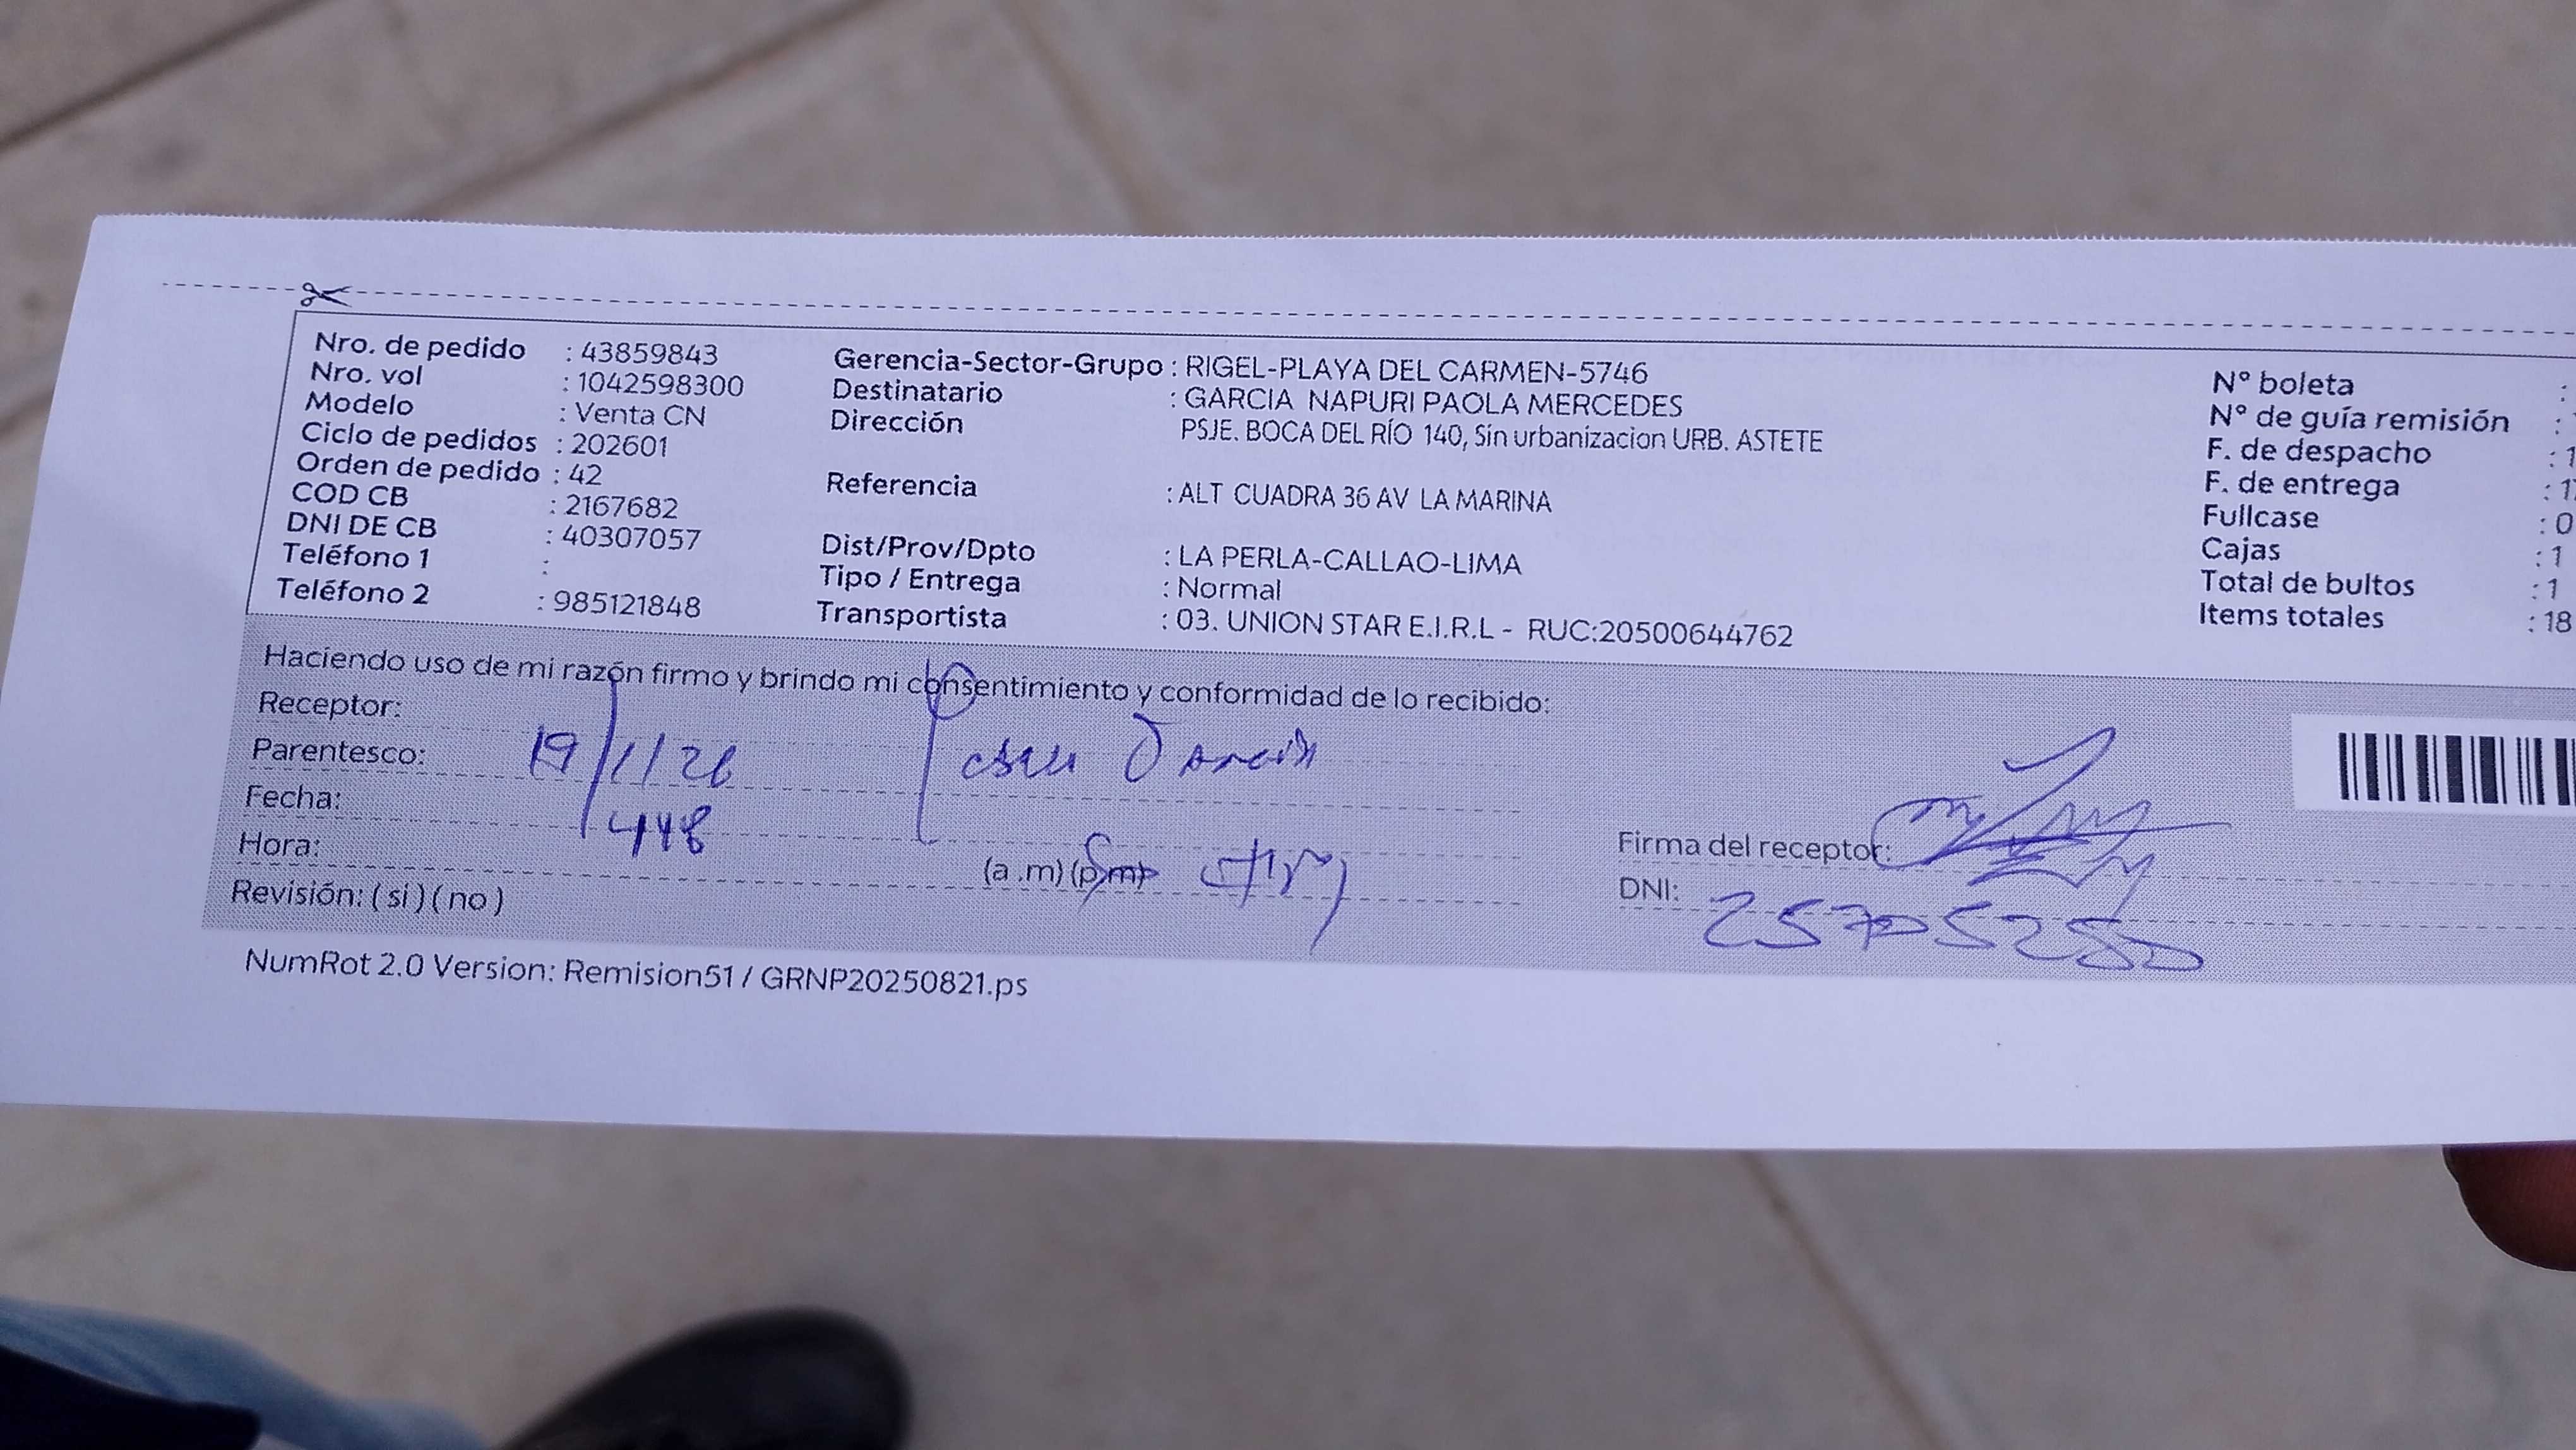 Nro. de pedido : 43859843
Nro. vol : 1042598300
Modelo : Venta CN
Ciclo de pedidos : 202601
Orden de pedido : 42
COD CB : 2167682
DNI DE CB : 40307057
Teléfono 1 :
Teléfono 2 : 985121848
Gerencia-Sector-Grupo : RIGEL-PLAYA DEL CARMEN-5746
Destinatario : GARCIA NAPURI PAOLA MERCEDES
Dirección PSJE. BOCA DEL RÍO 140, Sin urbanizacion URB. ASTETE
Referencia : ALT CUADRA 36 AV LA MARINA
Dist/Prov/Dpto : LA PERLA-CALLAO-LIMA
Tipo / Entrega : Normal
Transportista : 03. UNION STAR E.I.R.L - RUC:20500644762
N° boleta :
N° de guía remisión :
F. de despacho : 1
F. de entrega : 1
Fullcase : 0
Cajas : 1
Total de bultos : 1
Items totales : 18
Haciendo uso de mi razón firmo y brindo mi consentimiento y conformidad de lo recibido:
Receptor:
Parentesco: 19/1/26
Fecha:
Hora: 448 (a.m) (p.m)
Revisión: ( si ) ( no )
Firma del receptor:
DNI: 25705250
NumRot 2.0 Version: Remision51 / GRNP20250821.ps